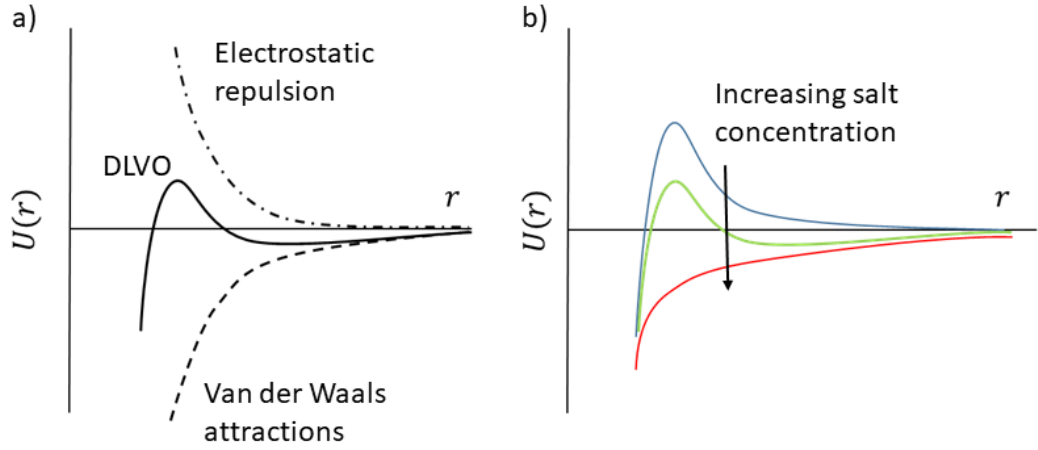 a)
Electrostatic
repulsion
DLVO
r
U(r)
Van der Waals
attractions
b)
Increasing salt
concentration
r
U(r)